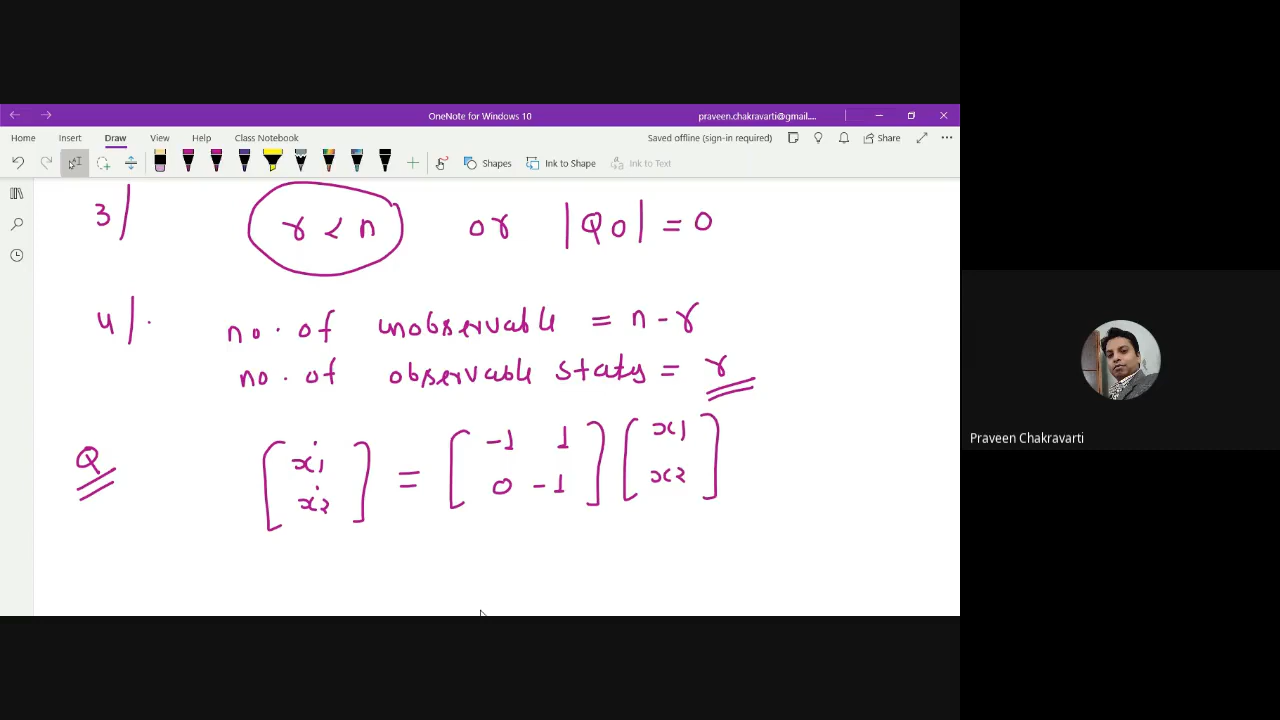 OneNote for Windows 10
praveen.chakravarti@gmail....
Home Insert Draw View Help Class Notebook
Saved offline (sign-in required) Share
Shapes Ink to Shape Ink to Text
3) r < n or |Qo| = 0
4) . no. of unobservable = n - r
no. of observable states = r
Q [ẋ1 ẋ2] = [-1 1 0 -1] [x1 x2]
Praveen Chakravarti